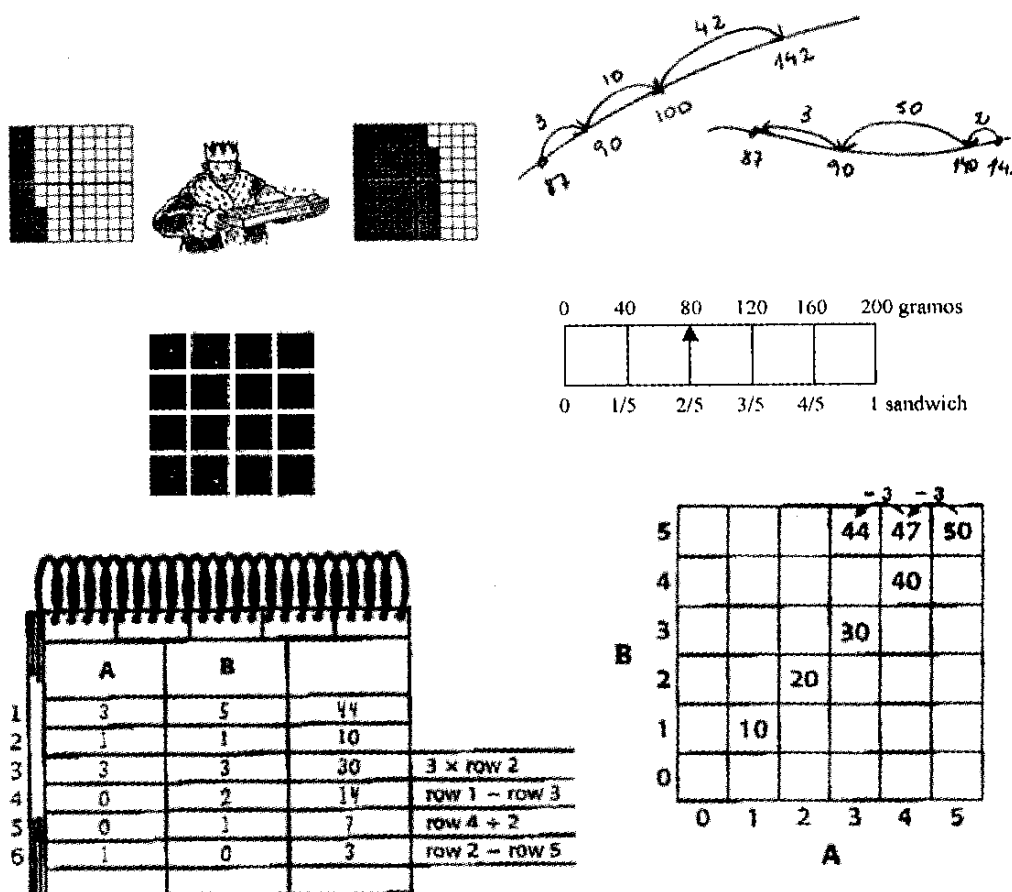 42
10
142
3
100
90
87
3
50
2
87
90
140
0 40 80 120 160 200 gramos
0 1/5 2/5 3/5 4/5 1 sandwich
-3 -3
5 44 47 50
4 40
3 30
B
2 20
1 10
0
0 1 2 3 4 5
A
A B
1 3 5 44
2 1 1 10
3 3 3 30 3 × row 2
4 0 2 14 row 1 − row 3
5 0 1 7 row 4 ÷ 2
6 1 0 3 row 2 − row 5